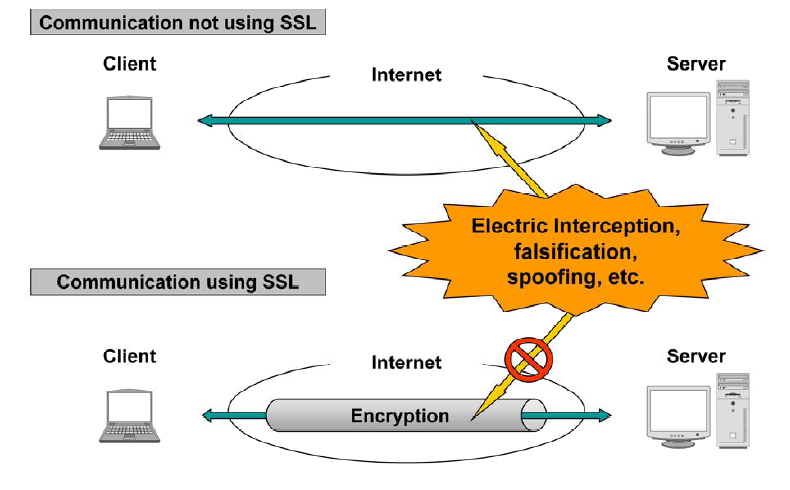 Communication not using SSL
Client
Internet
Server
Electric Interception,
falsification,
spoofing, etc.
Communication using SSL
Client
Internet
Server
Encryption